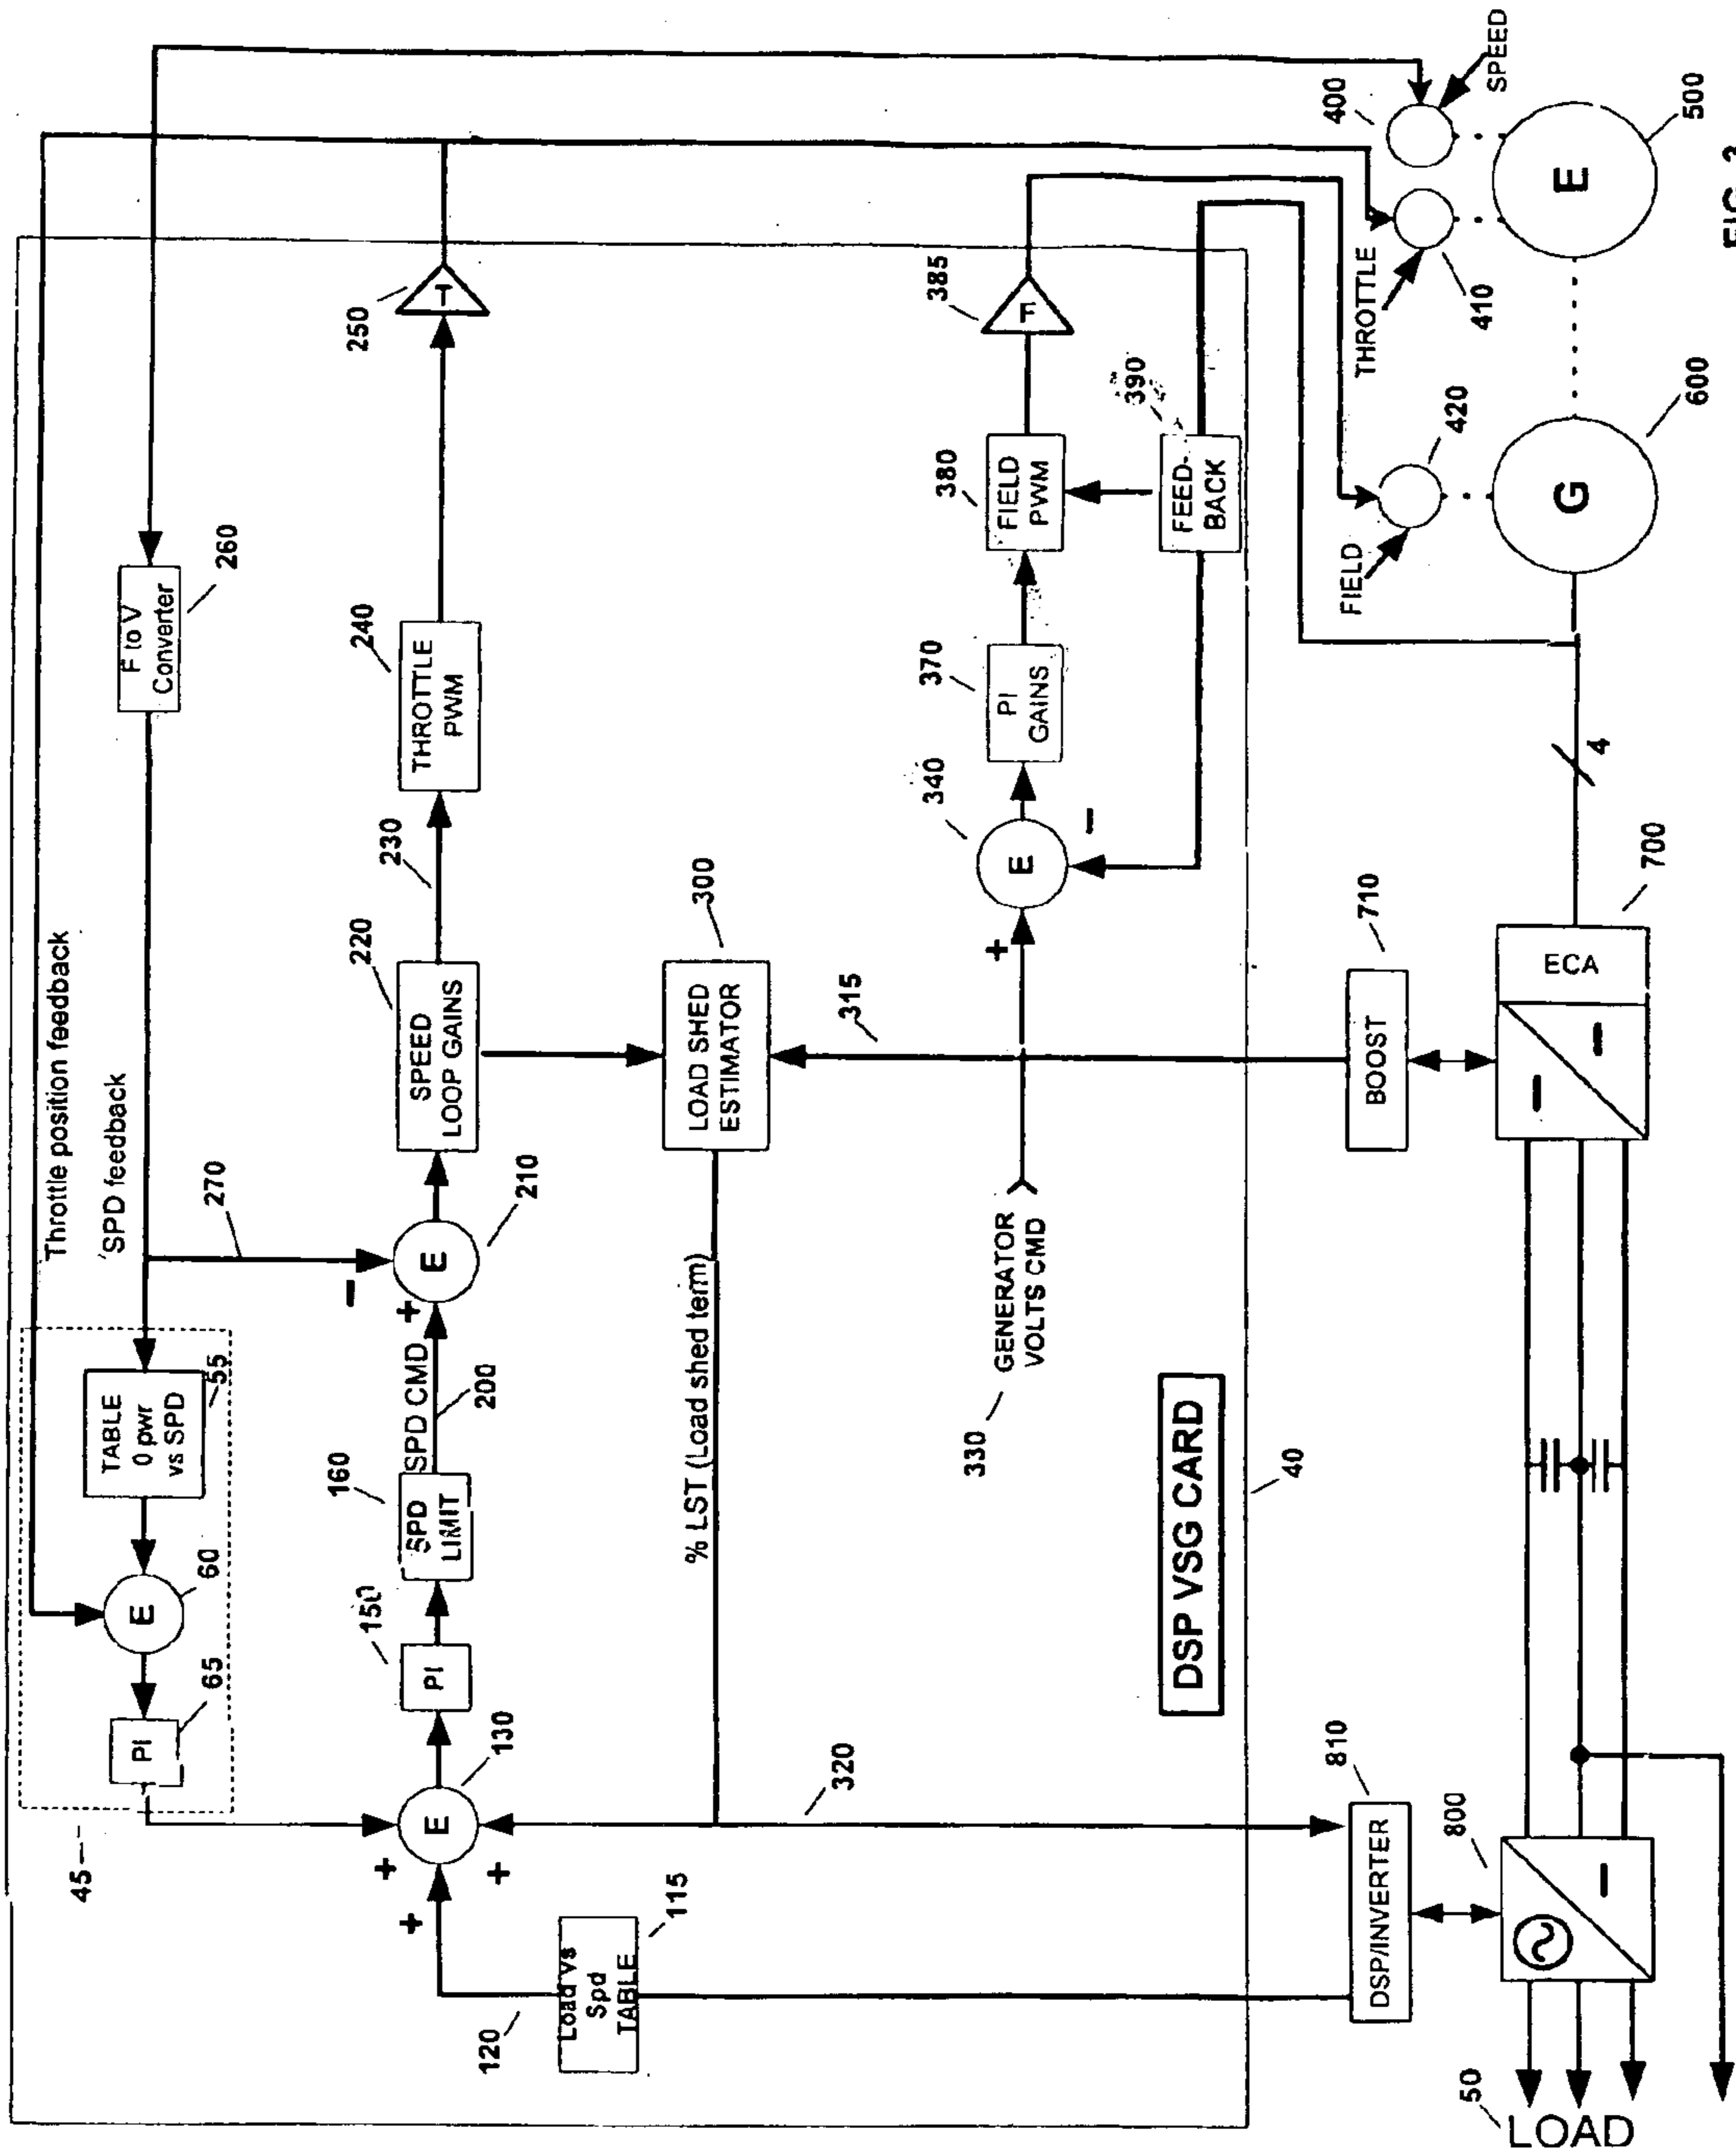 Throttle position feedback
'SPD feedback
F to V
Converter
260
TABLE
0 pwr
vs SPD
55
E
60
PI
65
45
270
250
T
THROTTLE
PWM
240
230
SPEED
LOOP GAINS
220
E
210
-
+
SPD CMD
200
SPD
LIMIT
160
PI
150
E
130
+
+
+
120
Load vs
Spd
TABLE
115
LOAD SHED
ESTIMATOR
300
% LST (Load shed term)
315
320
385
F
FIELD
PWM
380
390
FEED-
BACK
PI
GAINS
370
340
E
+
-
GENERATOR
VOLTS CMD
330
DSP VSG CARD
40
400
SPEED
THROTTLE
410
FIELD
420
E
500
G
600
4
ECA
700
BOOST
710
DSP/INVERTER
810
800
50
LOAD
FIG. 3